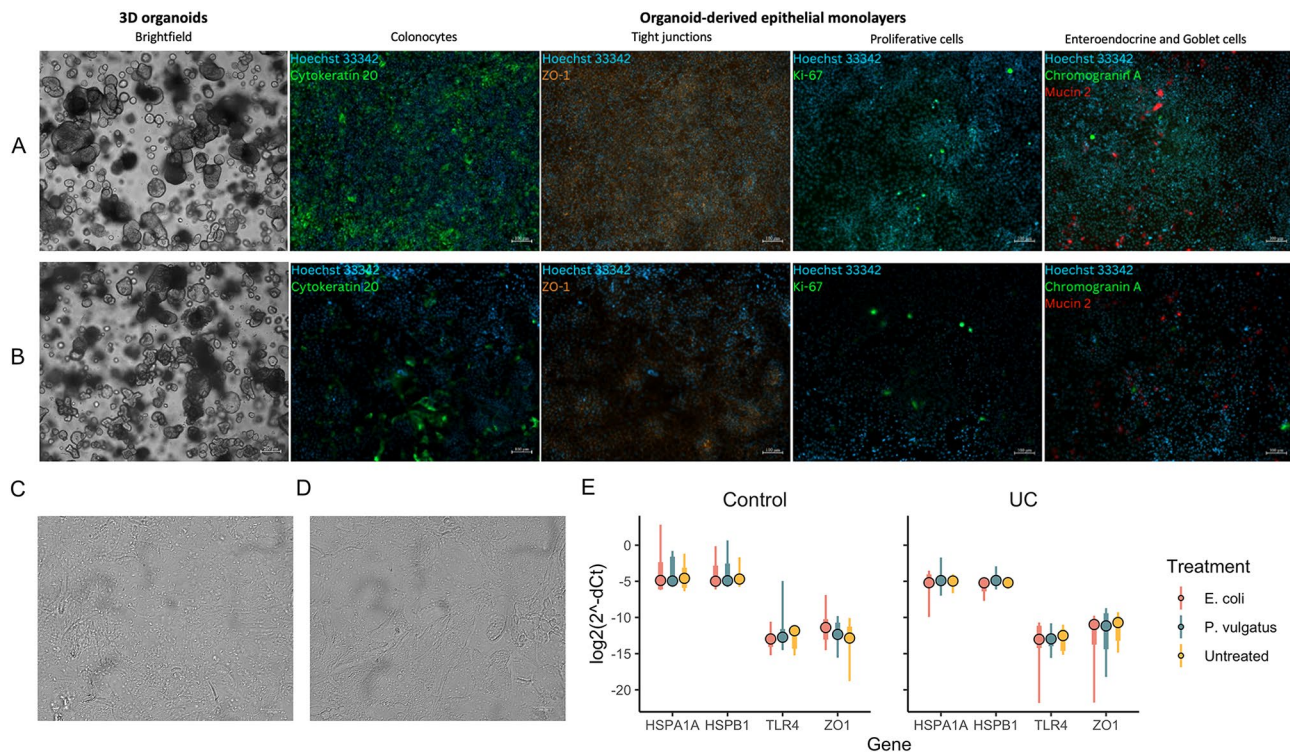 3D organoids
Organoid-derived epithelial monolayers
Brightfield
Colonocytes
Tight junctions
Proliferative cells
Enteroendocrine and Goblet cells
A
Hoechst 33342
Cytokeratin 20
Hoechst 33342
ZO-1
Hoechst 33342
Ki-67
Hoechst 33342
Chromogranin A
Mucin 2
B
Hoechst 33342
Cytokeratin 20
Hoechst 33342
ZO-1
Hoechst 33342
Ki-67
Hoechst 33342
Chromogranin A
Mucin 2
C
D
E
Control
UC
log2(2^-dCt)
0
-5
-10
-15
-20
HSPA1A HSPB1 TLR4 ZO1
HSPA1A HSPB1 TLR4 ZO1
Gene
Treatment
E. coli
P. vulgatus
Untreated